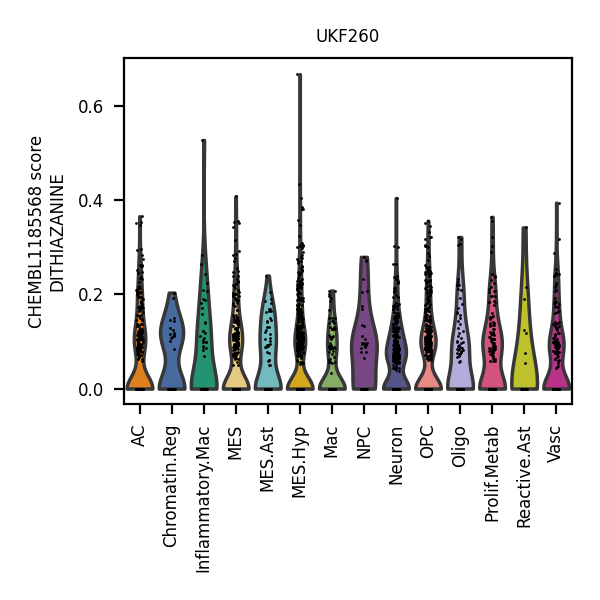 UKF260
CHEMBL1185568 score
DITHIAZANINE
0.6
0.4
0.2
0.0
AC
Chromatin.Reg
Inflammatory.Mac
MES
MES.Ast
MES.Hyp
Mac
NPC
Neuron
OPC
Oligo
Prolif.Metab
Reactive.Ast
Vasc